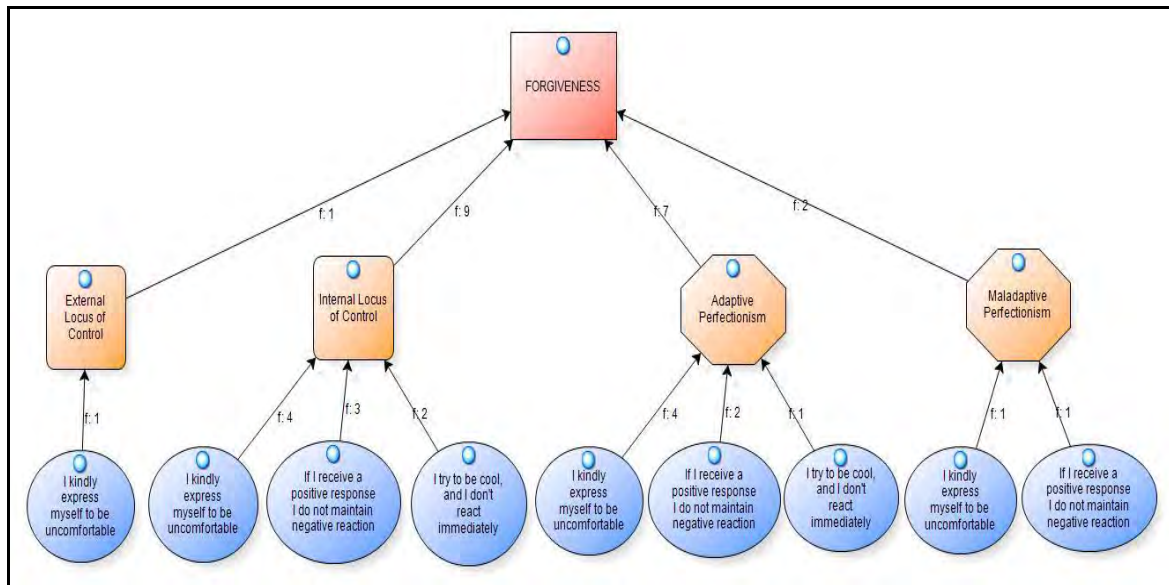 FORGIVENESS
f: 1
f: 9
f: 7
f: 2
External
Locus of
Control
Internal Locus
of Control
Adaptive
Perfectionism
Maladaptive
Perfectionism
f: 1
f: 4
f: 3
f: 2
f: 4
f: 2
f: 1
f: 1
f: 1
I kindly
express
myself to be
uncomfortable
I kindly
express
myself to be
uncomfortable
If I receive a
positive response
I do not maintain
negative reaction
I try to be cool,
and I don't
react
immediately
I kindly
express
myself to be
uncomfortable
If I receive a
positive response
I do not maintain
negative reaction
I try to be cool,
and I don't
react
immediately
I kindly
express
myself to be
uncomfortable
If I receive a
positive response
I do not maintain
negative reaction